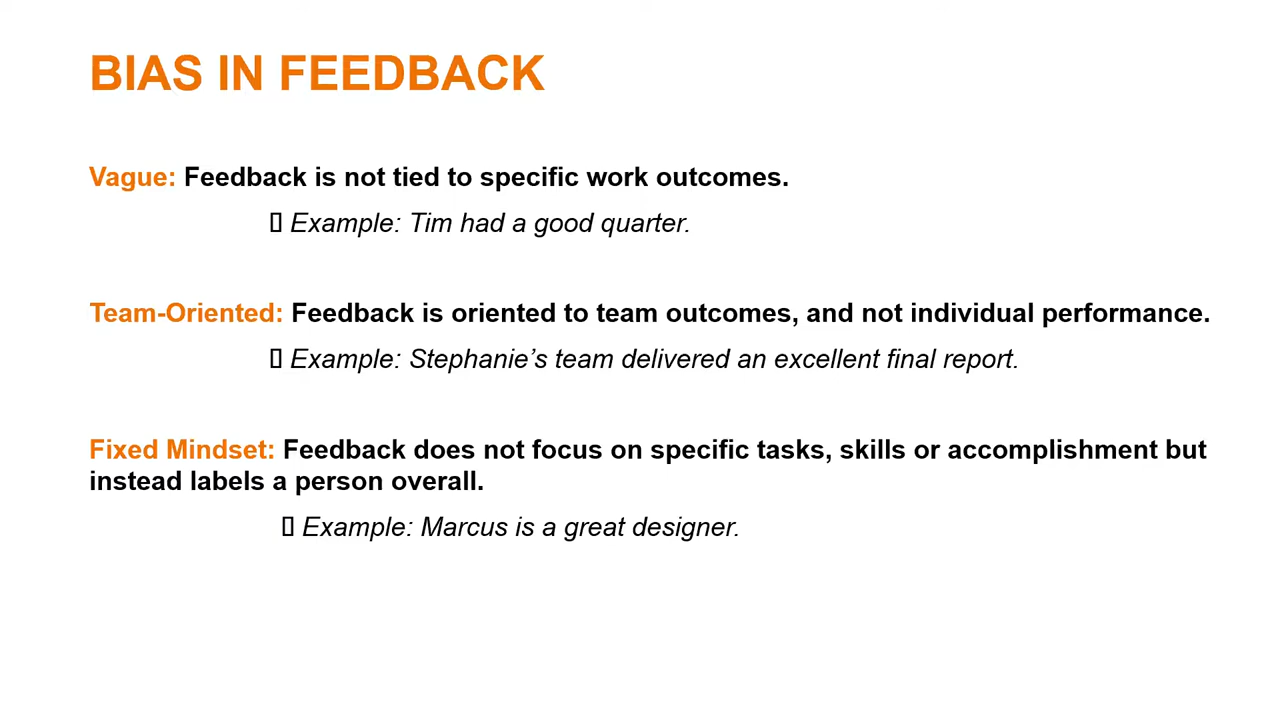 BIAS IN FEEDBACK
Vague: Feedback is not tied to specific work outcomes.
Example: Tim had a good quarter.
Team-Oriented: Feedback is oriented to team outcomes, and not individual performance.
Example: Stephanie’s team delivered an excellent final report.
Fixed Mindset: Feedback does not focus on specific tasks, skills or accomplishment but
instead labels a person overall.
Example: Marcus is a great designer.